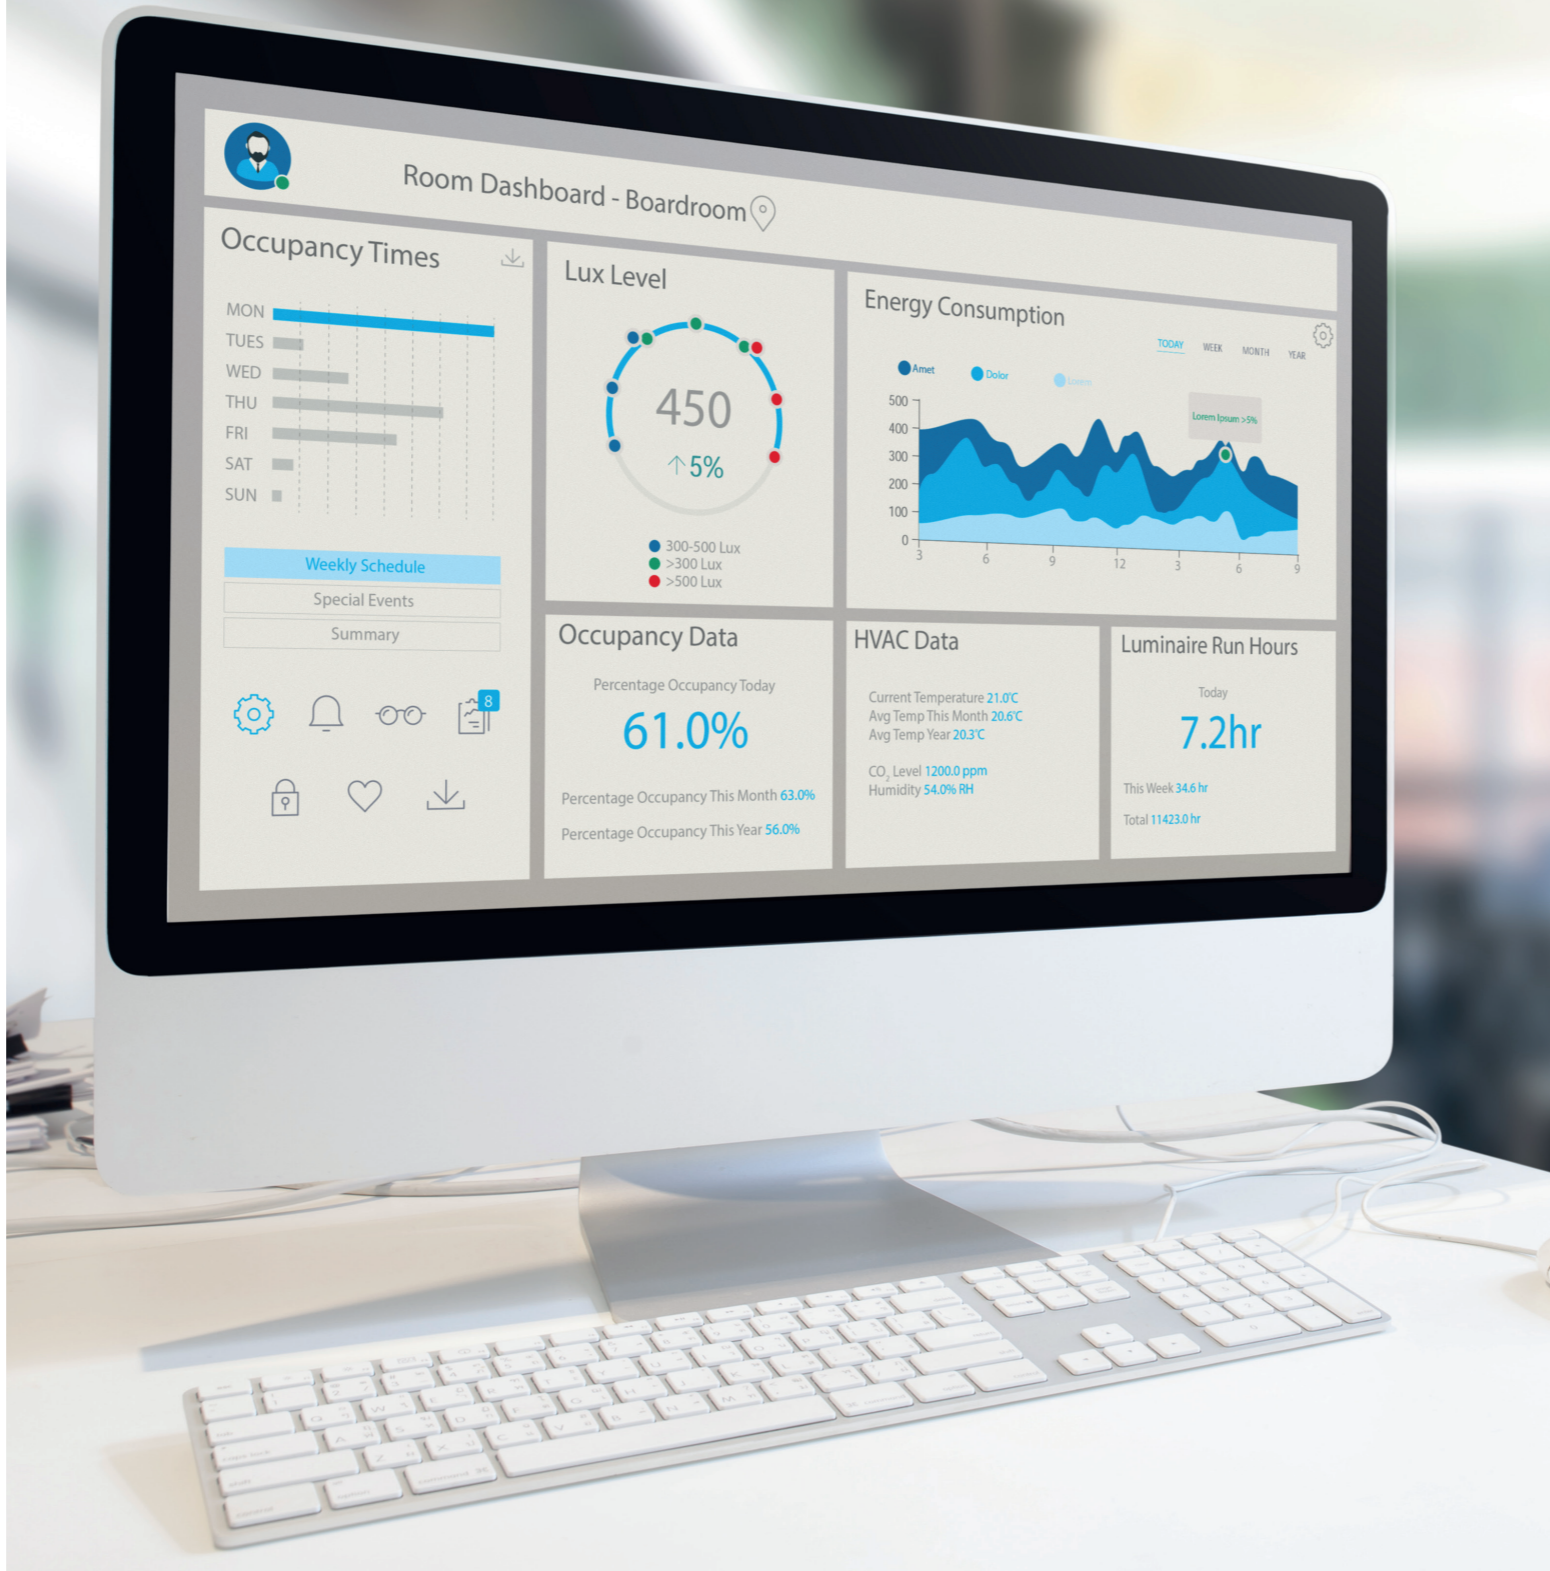 Room Dashboard - Boardroom
Occupancy Times
MON
TUES
WED
THU
FRI
SAT
SUN
Weekly Schedule
Special Events
Summary
8
Lux Level
450
↑5%
300-500 Lux
>300 Lux
>500 Lux
Energy Consumption
TODAY WEEK MONTH YEAR
Amet Dolor Lorem
Lorem Ipsum >5%
500
400
300
200
100
0
3 6 9 12 3 6 9
Occupancy Data
Percentage Occupancy Today
61.0%
Percentage Occupancy This Month 63.0%
Percentage Occupancy This Year 56.0%
HVAC Data
Current Temperature 21.0°C
Avg Temp This Month 20.6°C
Avg Temp Year 20.3°C
CO₂ Level 1200.0 ppm
Humidity 54.0% RH
Luminaire Run Hours
Today
7.2hr
This Week 34.6 hr
Total 11423.0 hr